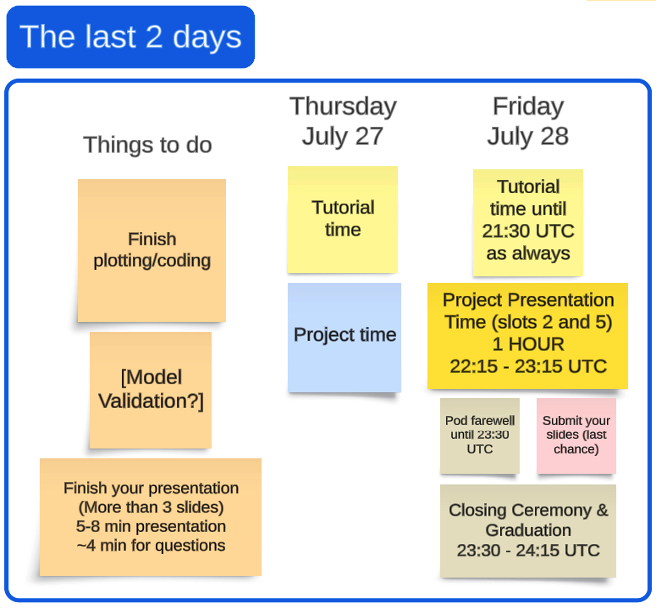 The last 2 days
Things to do
Finish
plotting/coding
[Model
Validation?]
Finish your presentation
(More than 3 slides)
5-8 min presentation
~4 min for questions
Thursday
July 27
Tutorial
time
Project time
Friday
July 28
Tutorial
time until
21:30 UTC
as always
Project Presentation
Time (slots 2 and 5)
1 HOUR
22:15 - 23:15 UTC
Pod farewell
until 23:30
UTC
Submit your
slides (last
chance)
Closing Ceremony &
Graduation
23:30 - 24:15 UTC